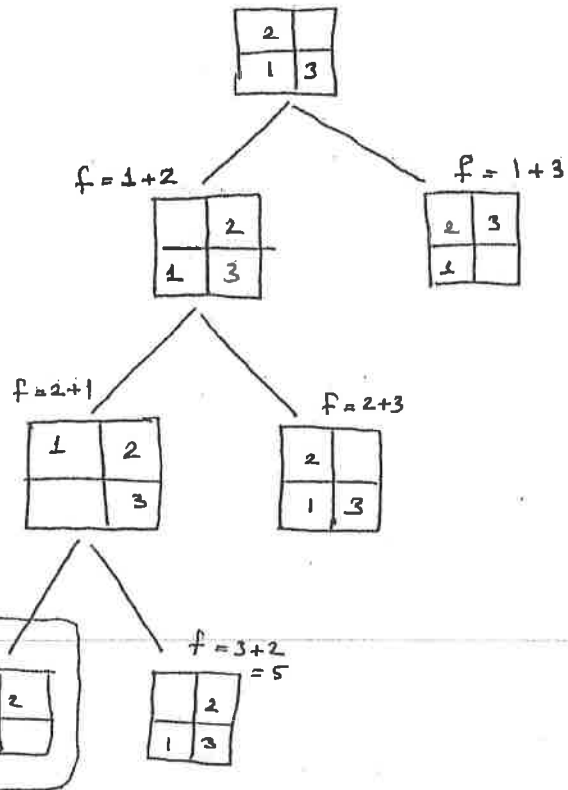 2
1 3
f = 1+2
f = 1+3
2
1 3
2 3
1
f = 2+1
f = 2+3
1 2
3
2
1 3
f = 3+2
= 5
2
2
1 3